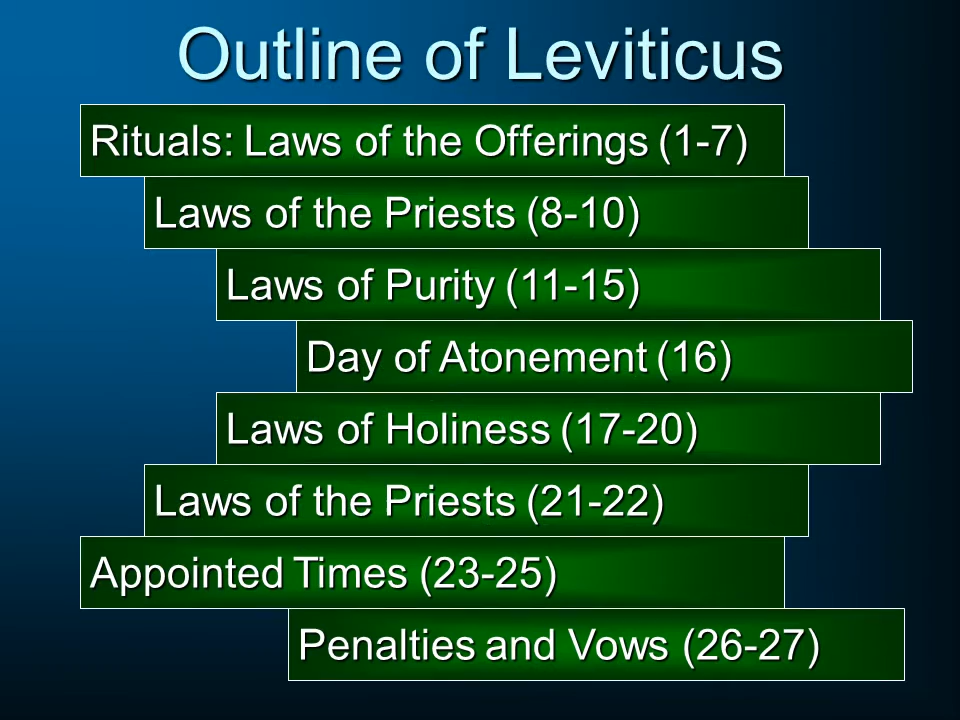 Outline of Leviticus
Rituals: Laws of the Offerings (1-7)
Laws of the Priests (8-10)
Laws of Purity (11-15)
Day of Atonement (16)
Laws of Holiness (17-20)
Laws of the Priests (21-22)
Appointed Times (23-25)
Penalties and Vows (26-27)